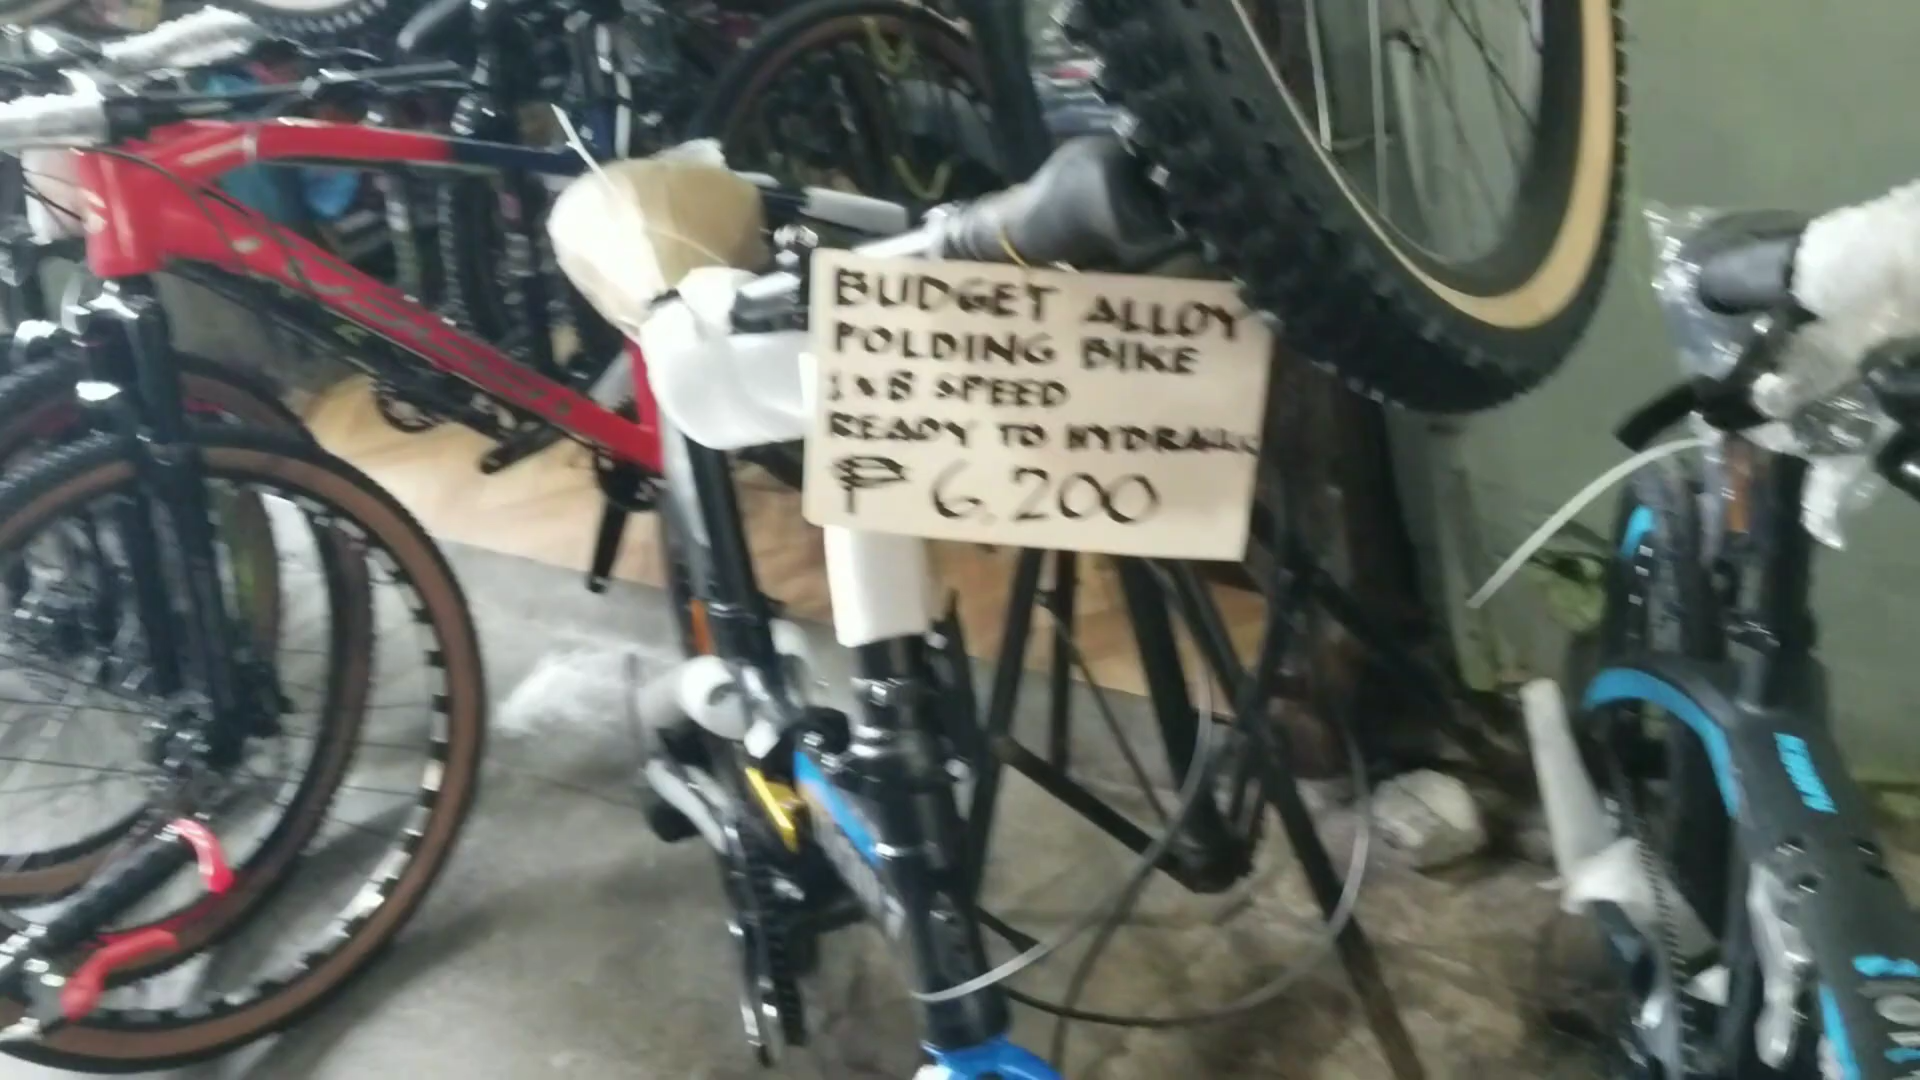 BUDGET ALLOY
FOLDING BIKE
1x8 SPEED
READY TO HYDRAULIC
₱ 6,200